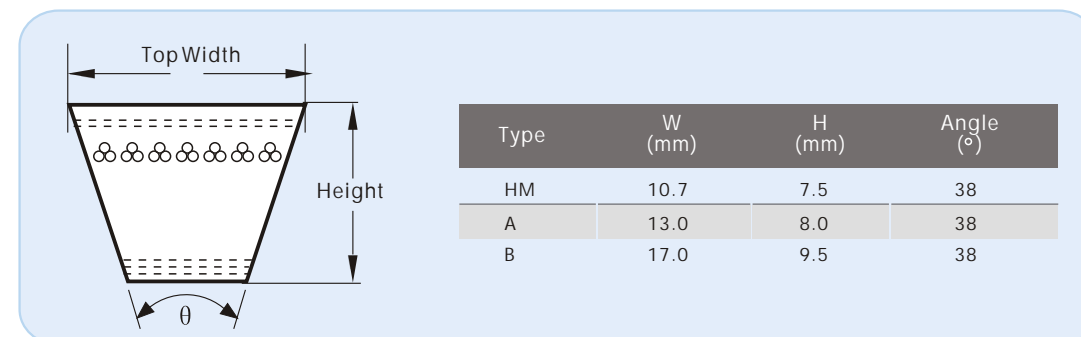 Top Width
Height
θ
Type W (mm) H (mm) Angle (°)
HM 10.7 7.5 38
A 13.0 8.0 38
B 17.0 9.5 38